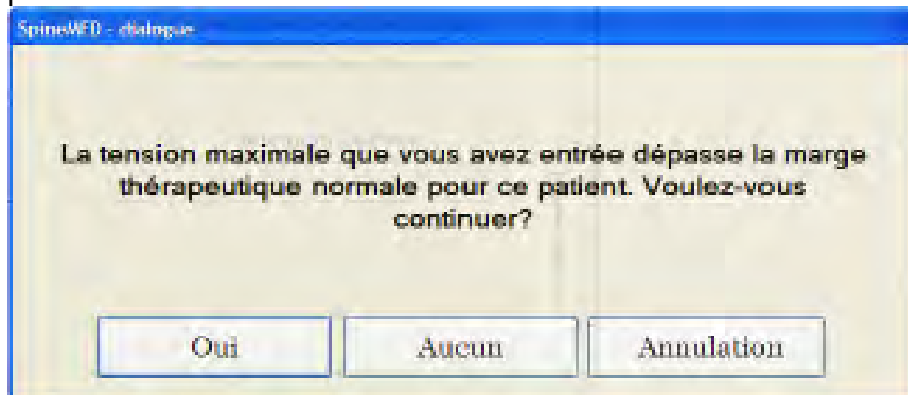 SpineMED - dialogue
La tension maximale que vous avez entrée dépasse la marge
thérapeutique normale pour ce patient. Voulez-vous
continuer?
Oui
Aucun
Annulation